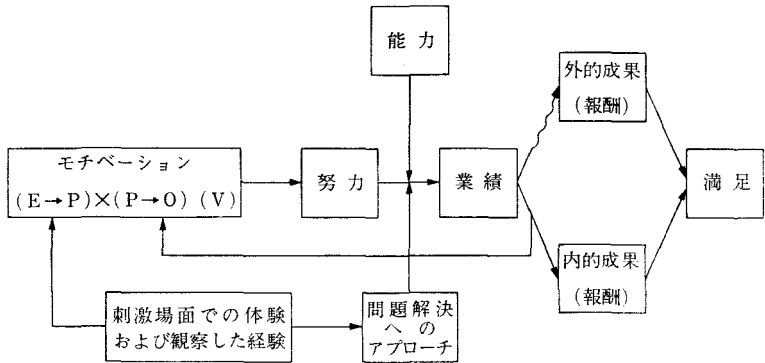 能力
外的成果
(報酬)
モチベーション
(E→P)×(P→O) (V)
努力
業績
満足
内的成果
(報酬)
刺激場面での体験
および観察した経験
問題解決
への
アプローチ